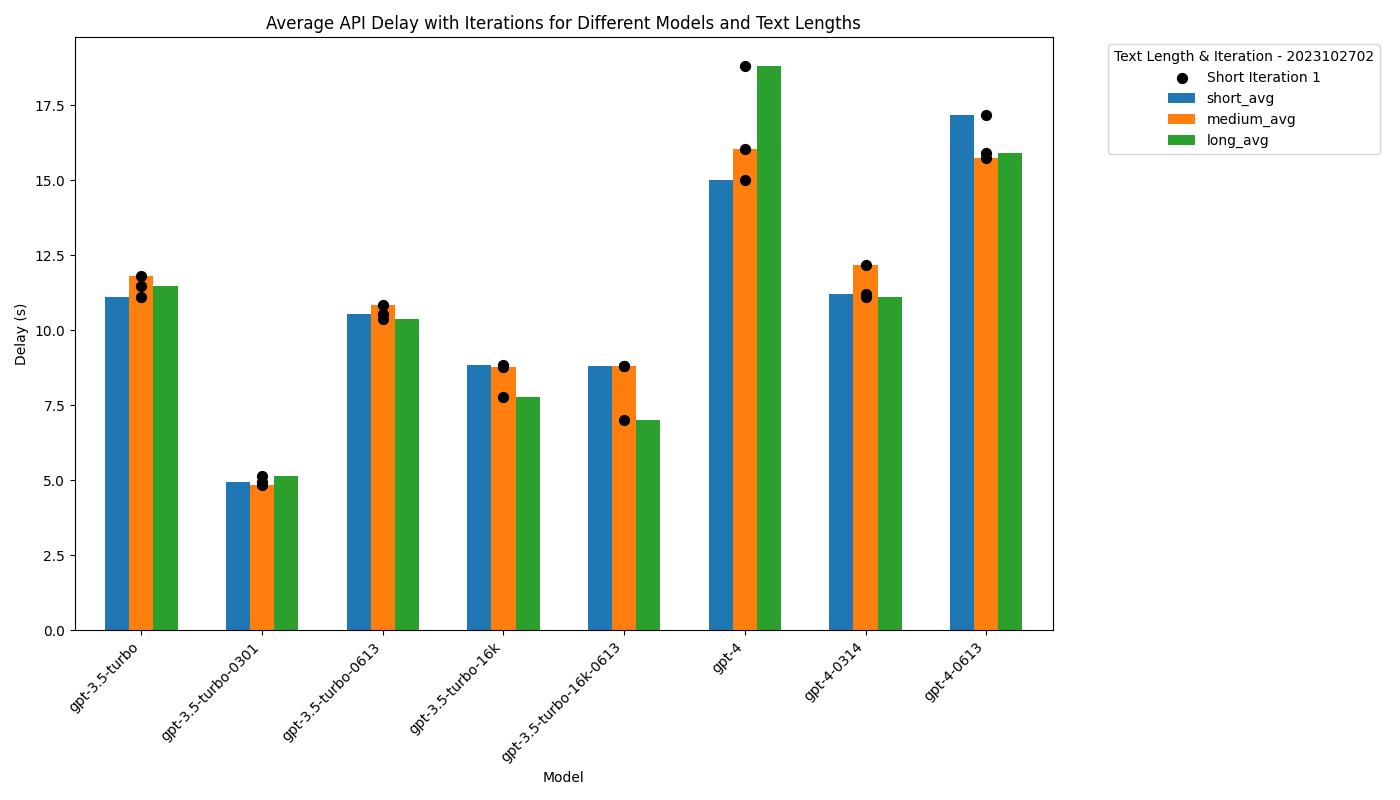 Average API Delay with Iterations for Different Models and Text Lengths
Text Length & Iteration - 2023102702
Short Iteration 1
short_avg
medium_avg
long_avg
Delay (s)
17.5
15.0
12.5
10.0
7.5
5.0
2.5
0.0
gpt-3.5-turbo
gpt-3.5-turbo-0301
gpt-3.5-turbo-0613
gpt-3.5-turbo-16k
gpt-3.5-turbo-16k-0613
gpt-4
gpt-4-0314
gpt-4-0613
Model